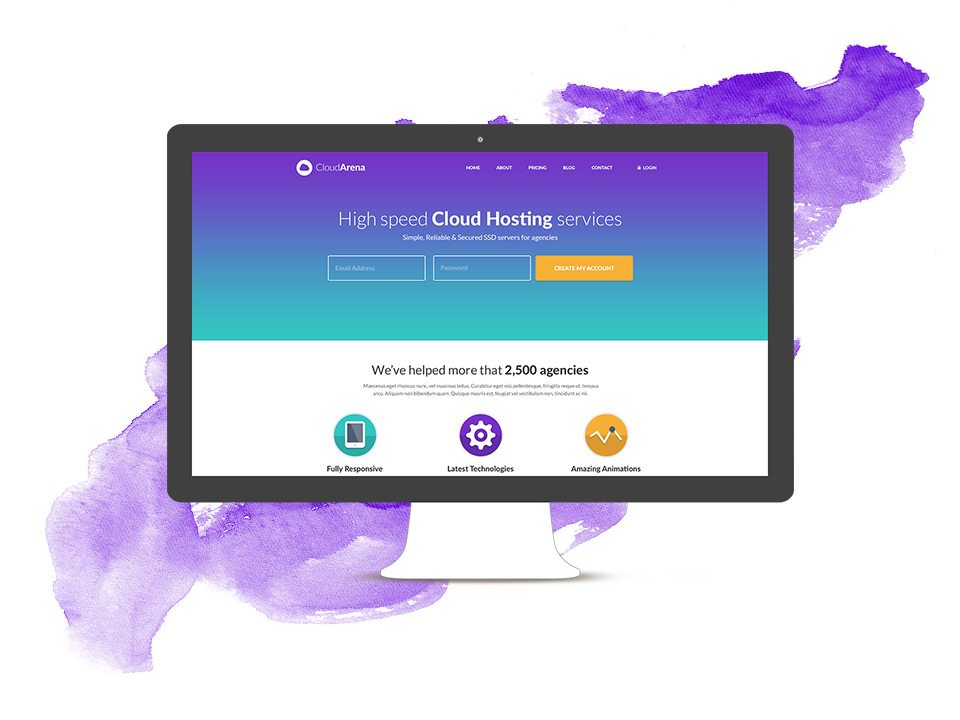 CloudArena
HOME ABOUT PRICING BLOG CONTACT LOGIN
High speed Cloud Hosting services
Simple, Reliable & Secured SSD servers for agencies
Email Address Password CREATE MY ACCOUNT
We've helped more that 2,500 agencies
Maecenas eget rhoncus nunc, vel maximus tellus. Curabitur eget nisi pellentesque, fringilla neque ut, tempus
arcu. Aliquam non bibendum quam. Quisque mauris est, feugiat vel vestibulum non, tincidunt ac mi.
Fully Responsive Latest Technologies Amazing Animations